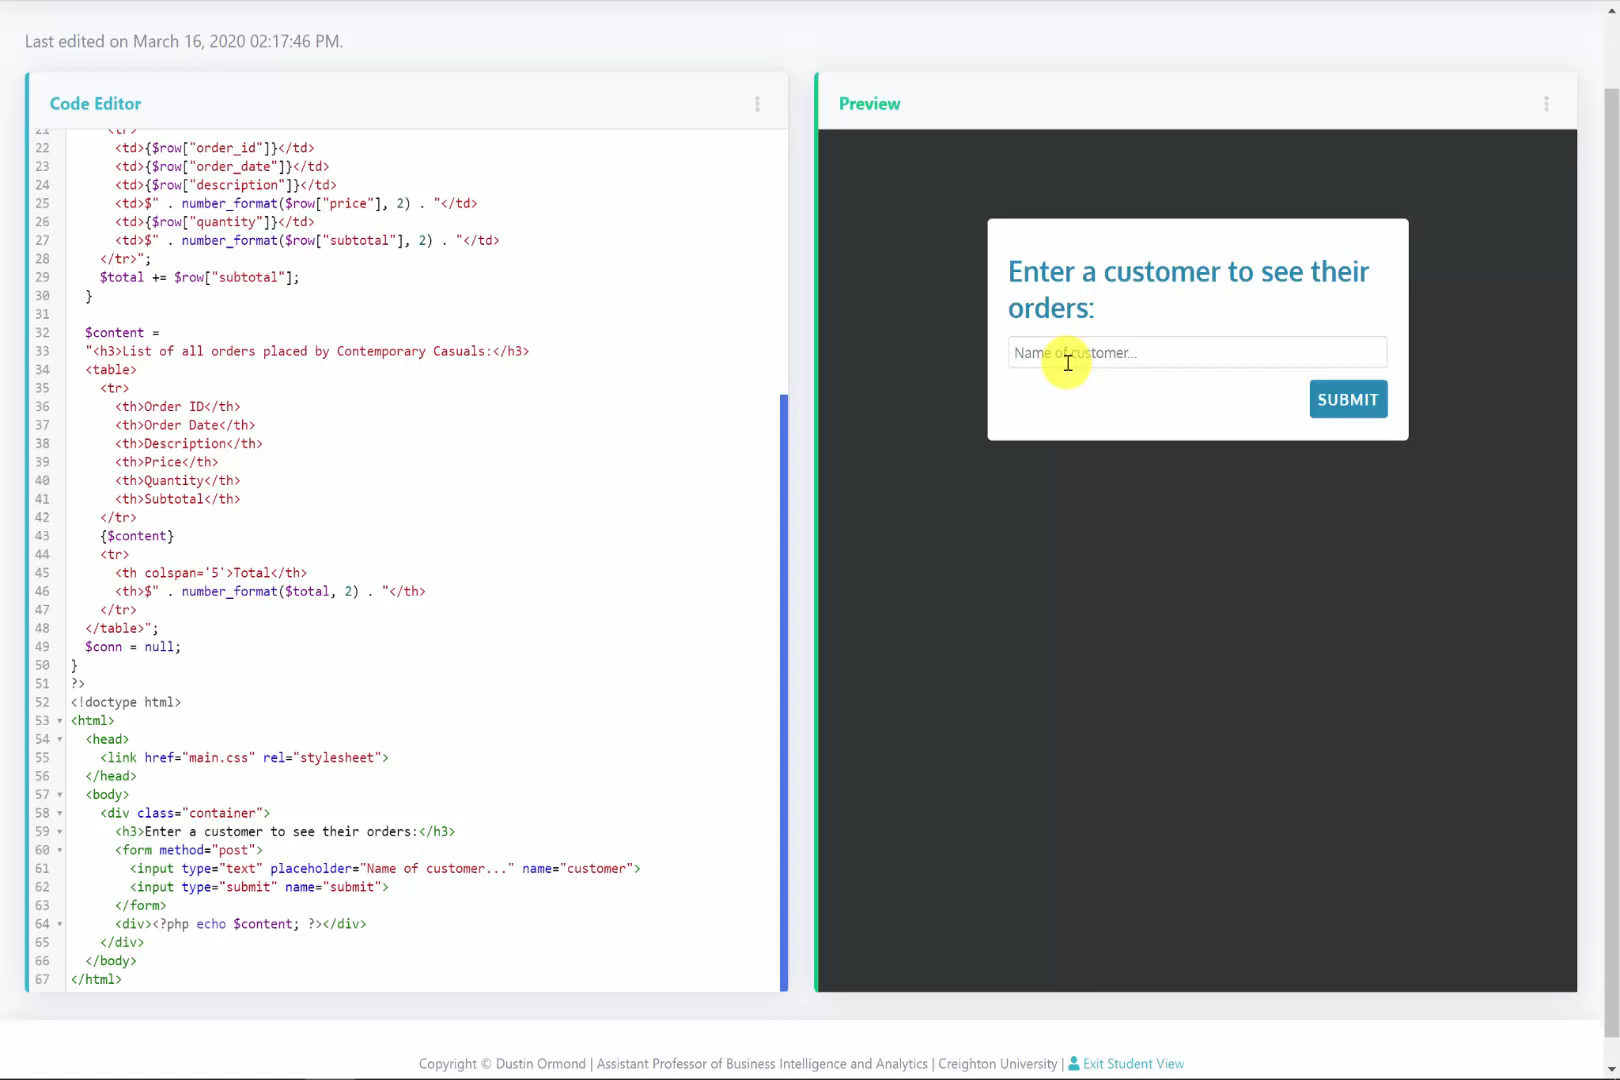 Last edited on March 16, 2020 02:17:46 PM.
Code Editor
21 <tr>
22 <td>{$row["order_id"]}</td>
23 <td>{$row["order_date"]}</td>
24 <td>{$row["description"]}</td>
25 <td>$" . number_format($row["price"], 2) . "</td>
26 <td>{$row["quantity"]}</td>
27 <td>$" . number_format($row["subtotal"], 2) . "</td>
28 </tr>";
29 $total += $row["subtotal"];
30 }
31
32 $content =
33 "<h3>List of all orders placed by Contemporary Casuals:</h3>
34 <table>
35 <tr>
36 <th>Order ID</th>
37 <th>Order Date</th>
38 <th>Description</th>
39 <th>Price</th>
40 <th>Quantity</th>
41 <th>Subtotal</th>
42 </tr>
43 {$content}
44 <tr>
45 <th colspan='5'>Total</th>
46 <th>$" . number_format($total, 2) . "</th>
47 </tr>
48 </table>";
49 $conn = null;
50 }
51 ?>
52 <!doctype html>
53 <html>
54 <head>
55 <link href="main.css" rel="stylesheet">
56 </head>
57 <body>
58 <div class="container">
59 <h3>Enter a customer to see their orders:</h3>
60 <form method="post">
61 <input type="text" placeholder="Name of customer..." name="customer">
62 <input type="submit" name="submit">
63 </form>
64 <div><?php echo $content; ?></div>
65 </div>
66 </body>
67 </html>
Preview
Enter a customer to see their
orders:
Name of customer...
SUBMIT
Copyright © Dustin Ormond | Assistant Professor of Business Intelligence and Analytics | Creighton University | Exit Student View